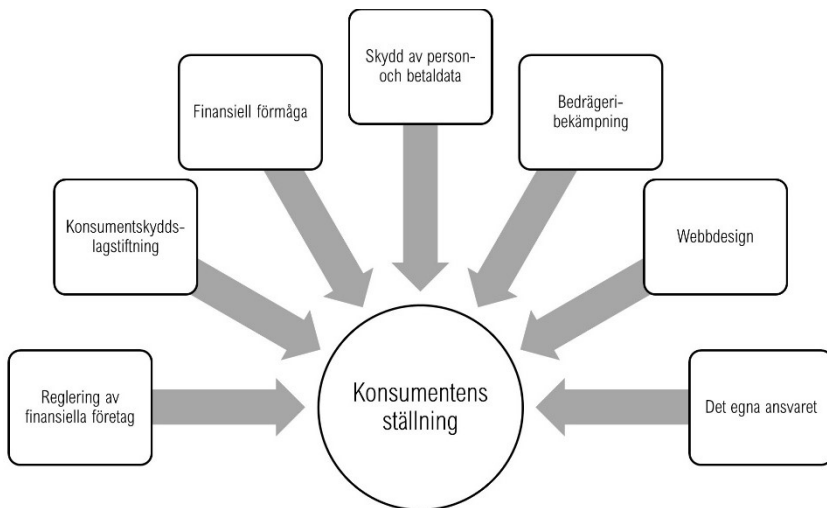 Skydd av person-
och betaldata
Finansiell förmåga
Bedrägeri-
bekämpning
Konsumentskydds-
lagstiftning
Webbdesign
Reglering av
finansiella företag
Konsumentens
ställning
Det egna ansvaret